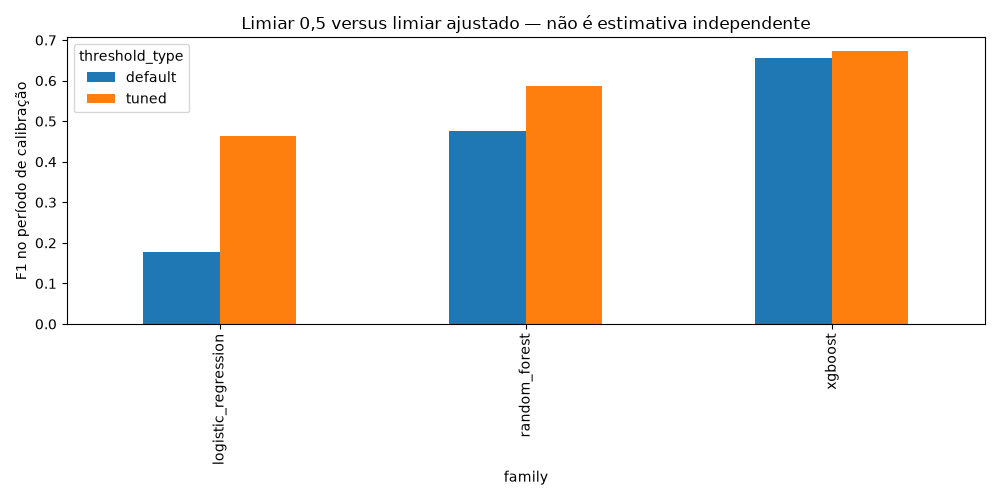 Limiar 0,5 versus limiar ajustado — não é estimativa independente
threshold_type
default
tuned
F1 no período de calibração
0.7
0.6
0.5
0.4
0.3
0.2
0.1
0.0
logistic_regression
random_forest
xgboost
family